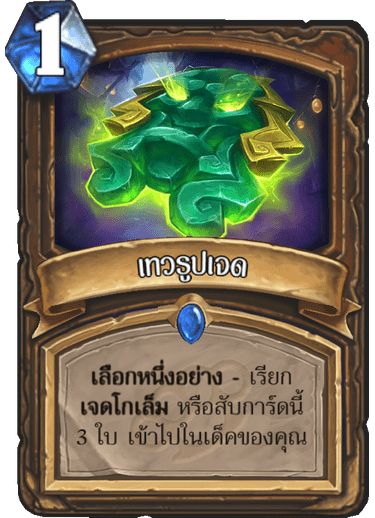 1
เทวรูปเจด
เลือกหนึ่งอย่าง - เรียก
เจดโกเล็ม หรือสับการ์ดนี้
3 ใบ เข้าไปในเด็คของคุณ